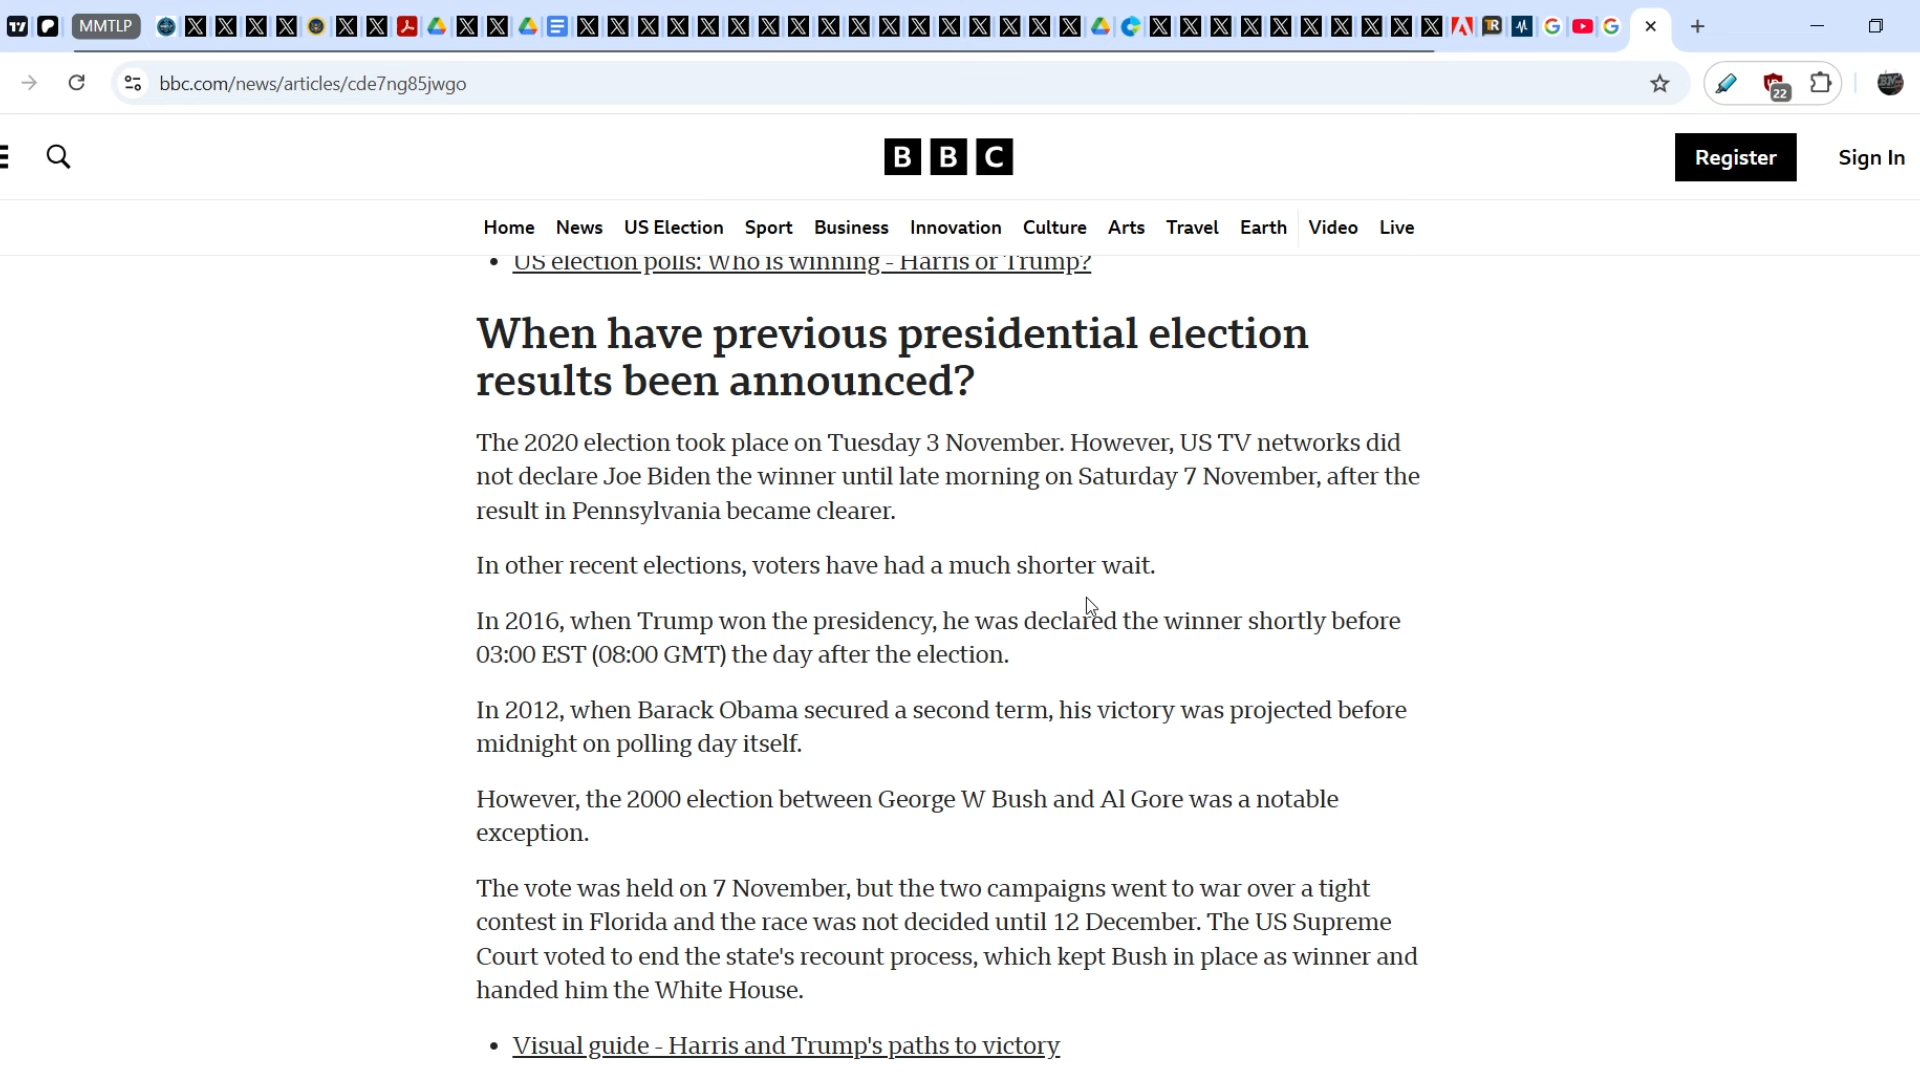 MMTLP
bbc.com/news/articles/cde7ng85jwgo
22
BBC
Register
Sign In
Home News US Election Sport Business Innovation Culture Arts Travel Earth Video Live
• US election polls: Who is winning - Harris or Trump?
When have previous presidential election
results been announced?
The 2020 election took place on Tuesday 3 November. However, US TV networks did
not declare Joe Biden the winner until late morning on Saturday 7 November, after the
result in Pennsylvania became clearer.
In other recent elections, voters have had a much shorter wait.
In 2016, when Trump won the presidency, he was declared the winner shortly before
03:00 EST (08:00 GMT) the day after the election.
In 2012, when Barack Obama secured a second term, his victory was projected before
midnight on polling day itself.
However, the 2000 election between George W Bush and Al Gore was a notable
exception.
The vote was held on 7 November, but the two campaigns went to war over a tight
contest in Florida and the race was not decided until 12 December. The US Supreme
Court voted to end the state's recount process, which kept Bush in place as winner and
handed him the White House.
• Visual guide - Harris and Trump's paths to victory